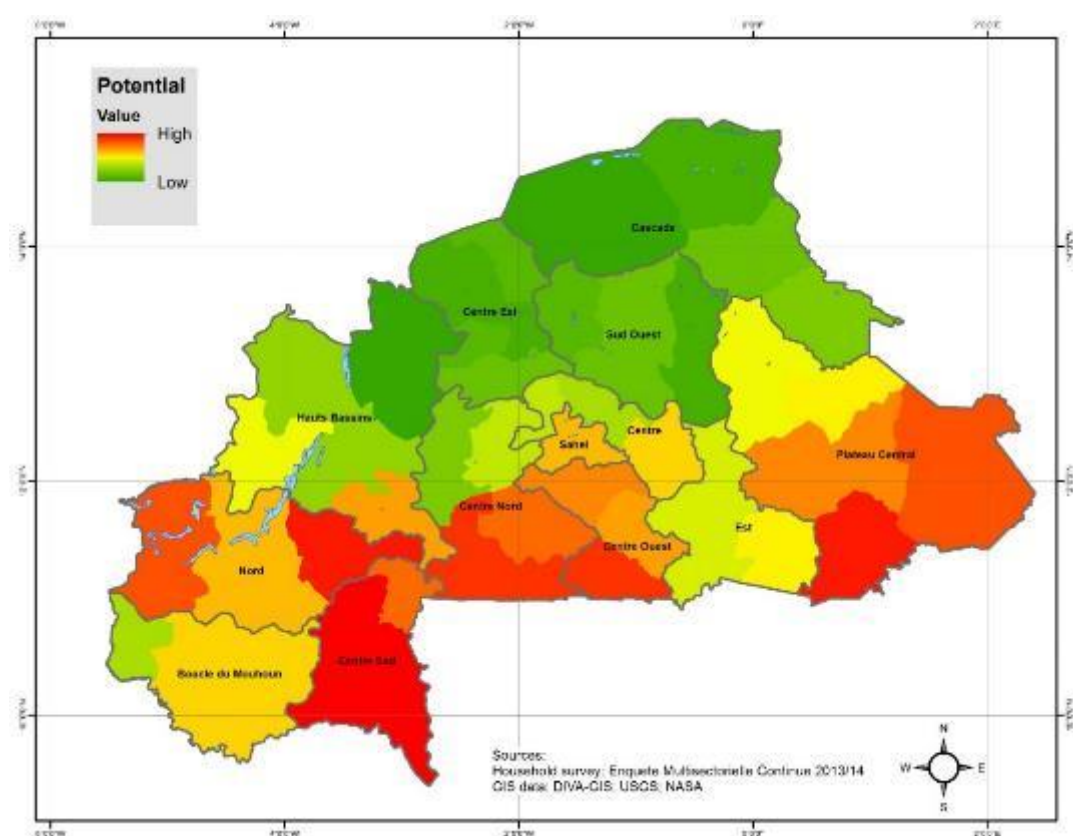 Potential
Value
High
Low
Cascade
Centre Est
Sud Ouest
Hauts Bassins
Centre
Sahel
Plateau Central
Centre Nord
Est
Centre Ouest
Nord
Centre Sud
Boucle du Mouhoun
N
W
E
S
Sources:
Household survey: Enquete Multisectorielle Continue 2013/14
GIS data: DIVA-GIS; USGS; NASA